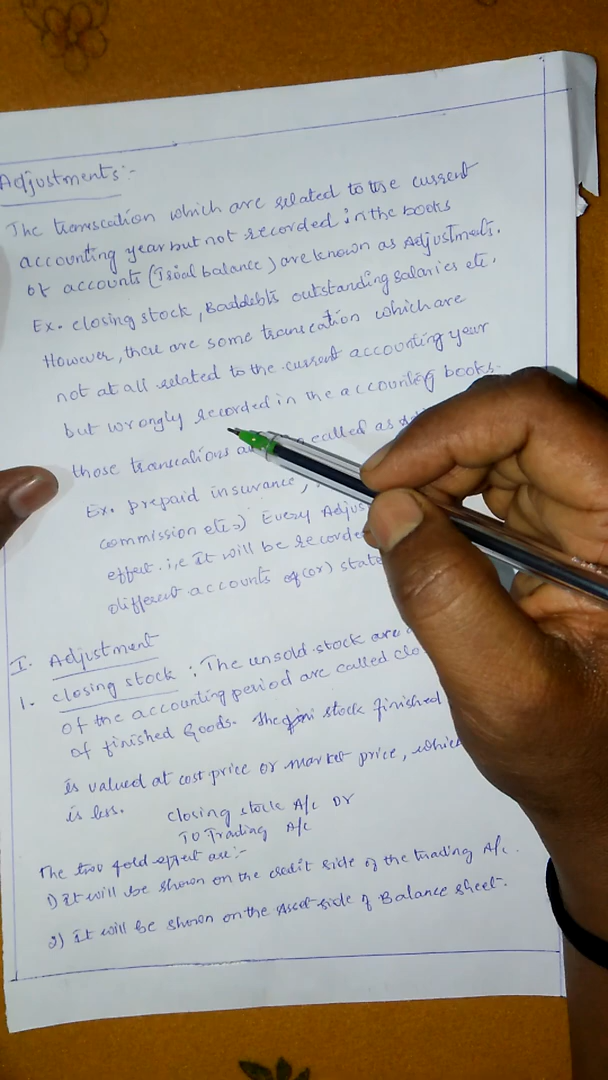 Adjustments:-
The transcation which are related to the current
accounting year but not recorded in the books
of accounts (Trial balance) are known as Adjustments.
Ex. closing stock, Baddebts outstanding salaries etc.
However, there are some transcation which are
not at all related to the current accounting year
but wrongly recorded in the accounting books.
those transcations called as
Ex. prepaid insurance,
commission etc.) Every
effect. i.e it will be
different accounts of (or)
I. Adjustment
1. closing stock : The unsold stock are
of the accounting period are called
of finished Goods. The stock finished
is valued at cost price or market price,
is less. closing stock A/c Dr
To Trading A/c
The two fold effect are:-
1) It will be shown on the credit side of the trading A/c.
2) It will be shown on the Asset side of Balance sheet.